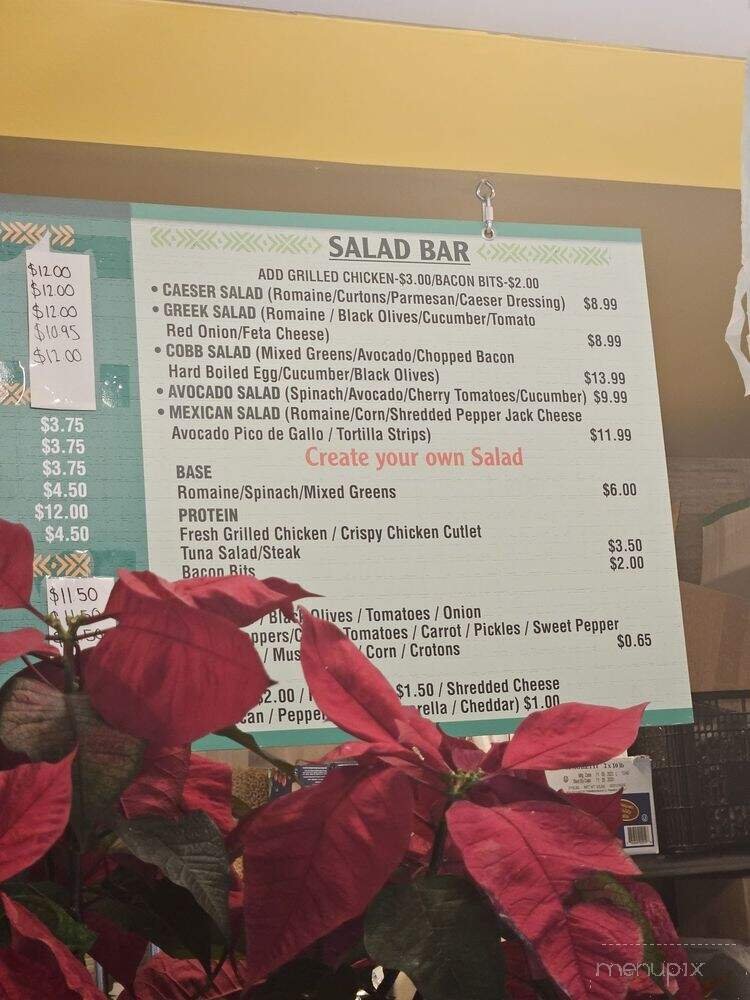 $12.00
$12.00
$12.00
$10.95
$12.00
$3.75
$3.75
$3.75
$4.50
$12.00
$4.50
$11.50
SALAD BAR
ADD GRILLED CHICKEN-$3.00/BACON BITS-$2.00
• CAESER SALAD (Romaine/Curtons/Parmesan/Caeser Dressing) $8.99
• GREEK SALAD (Romaine / Black Olives/Cucumber/Tomato
Red Onion/Feta Cheese) $8.99
• COBB SALAD (Mixed Greens/Avocado/Chopped Bacon
Hard Boiled Egg/Cucumber/Black Olives) $13.99
• AVOCADO SALAD (Spinach/Avocado/Cherry Tomatoes/Cucumber) $9.99
• MEXICAN SALAD (Romaine/Corn/Shredded Pepper Jack Cheese
Avocado Pico de Gallo / Tortilla Strips) $11.99
Create your own Salad
BASE
Romaine/Spinach/Mixed Greens $6.00
PROTEIN
Fresh Grilled Chicken / Crispy Chicken Cutlet
Tuna Salad/Steak $3.50
Bacon Bits $2.00
/ Black Olives / Tomatoes / Onion
Tomatoes / Carrot / Pickles / Sweet Pepper
/ Corn / Crotons $0.65
$2.00 / $1.50 / Shredded Cheese
/ Cheddar) $1.00
menupix